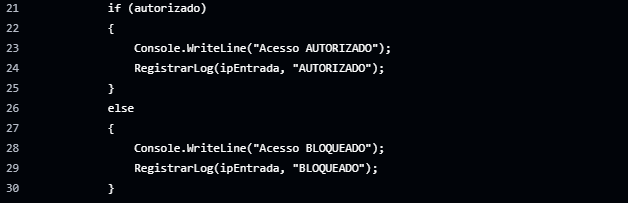 21 if (autorizado)
22 {
23 Console.WriteLine("Acesso AUTORIZADO");
24 RegistrarLog(ipEntrada, "AUTORIZADO");
25 }
26 else
27 {
28 Console.WriteLine("Acesso BLOQUEADO");
29 RegistrarLog(ipEntrada, "BLOQUEADO");
30 }